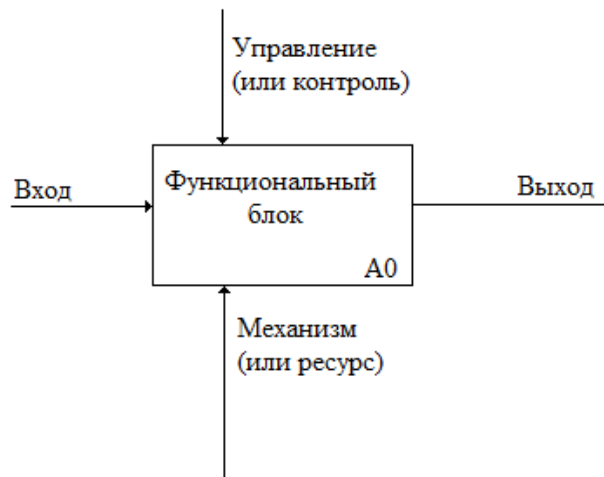 Управление
(или контроль)
Вход
Функциональный
блок
Выход
A0
Механизм
(или ресурс)